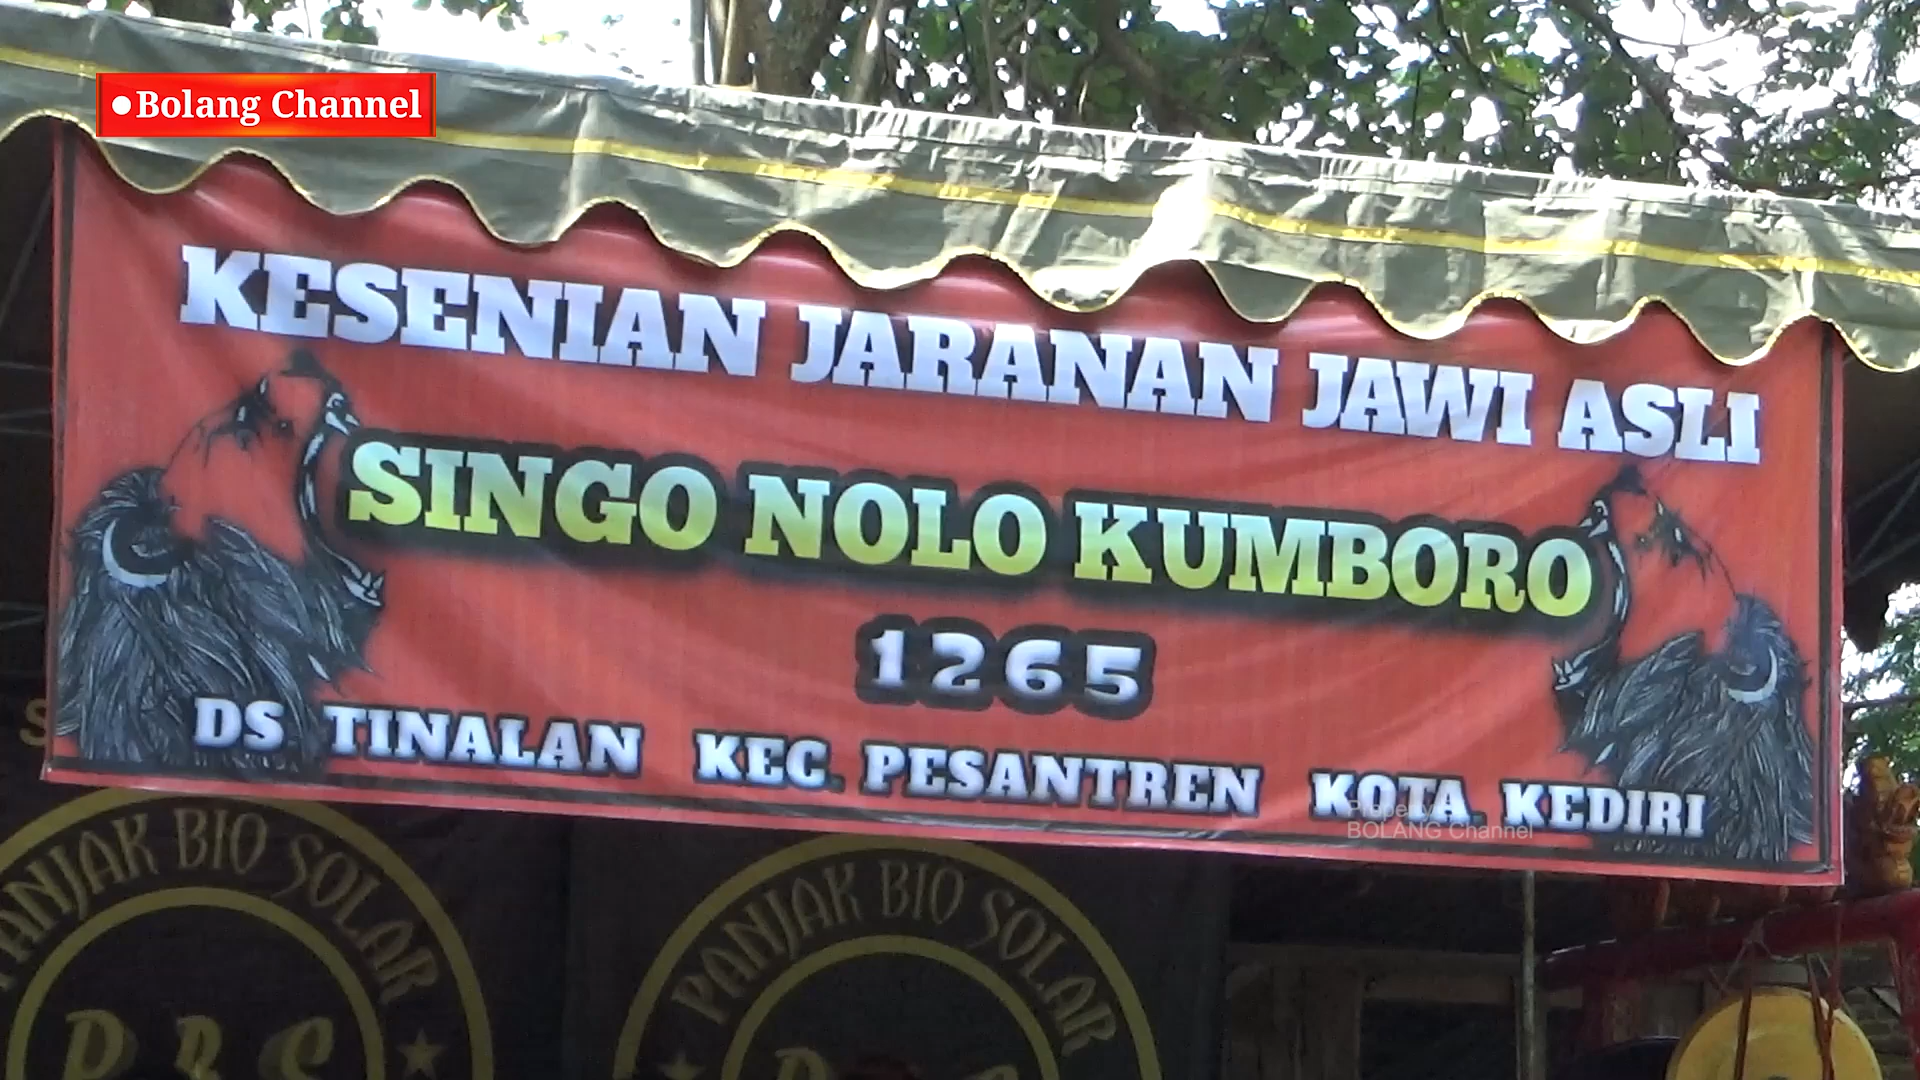 Bolang Channel
KESENIAN JARANAN JAWI ASLI
SINGO NOLO KUMBORO
1265
DS. TINALAN KEC. PESANTREN KOTA. KEDIRI
Property
BOLANG Channel
PANJAK BIO SOLAR
PANJAK BIO SOLAR